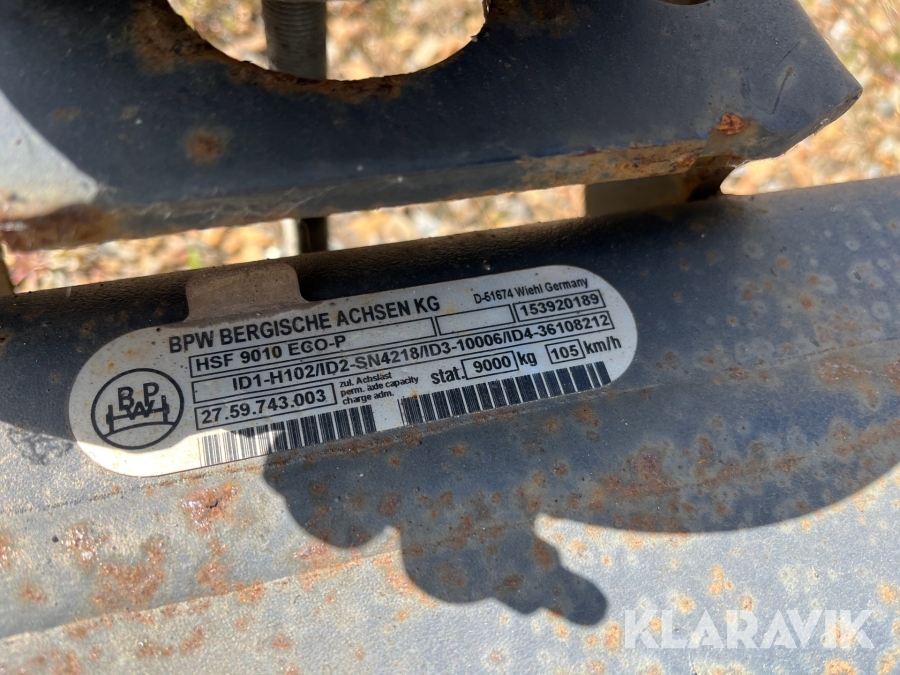 BPW BERGISCHE ACHSEN KG D-51674 Wiehl Germany
HSF 9010 ECO-P 153920189
ID1-H102/ID2-SN4218/ID3-10006/ID4-36108212
27.59.743.003
zul. Achslast
perm. axle capacity
charge adm.
stat. 9000 kg 105 km/h
BPW
KLARAVIK